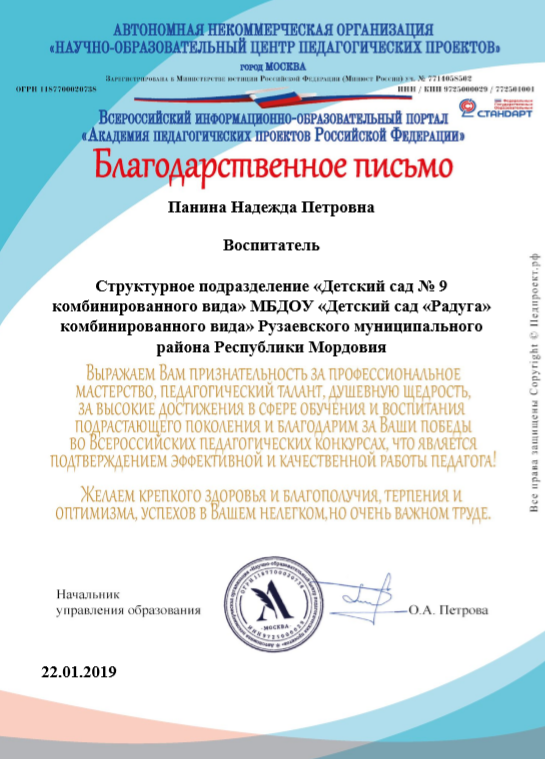 АВТОНОМНАЯ НЕКОММЕРЧЕСКАЯ ОРГАНИЗАЦИЯ
«НАУЧНО-ОБРАЗОВАТЕЛЬНЫЙ ЦЕНТР ПЕДАГОГИЧЕСКИХ ПРОЕКТОВ»
ГОРОД МОСКВА
Зарегистрирована в Министерстве юстиции Российской Федерации (Минюст России) уч. № 7714058502
ОГРН 1187700020738 ИНН / КПП 9725000029 / 772501001
Всероссийский информационно-образовательный портал
«Академия педагогических проектов Российской Федерации»
СТАНДАРТ
Благодарственное письмо
Панина Надежда Петровна
Воспитатель
Структурное подразделение «Детский сад № 9
комбинированного вида» МБДОУ «Детский сад «Радуга»
комбинированного вида» Рузаевского муниципального
района Республики Мордовия
Выражаем Вам признательность за профессиональное
мастерство, педагогический талант, душевную щедрость,
за высокие достижения в сфере обучения и воспитания
подрастающего поколения и благодарим за Ваши победы
во Всероссийских педагогических конкурсах, что является
подтверждением эффективной и качественной работы педагога!
Желаем крепкого здоровья и благополучия, терпения и
оптимизма, успехов в Вашем нелегком, но очень важном труде.
Все права защищены Copyright © Педпроект.рф
Начальник
управления образования
МОСКВА
О.А. Петрова
22.01.2019